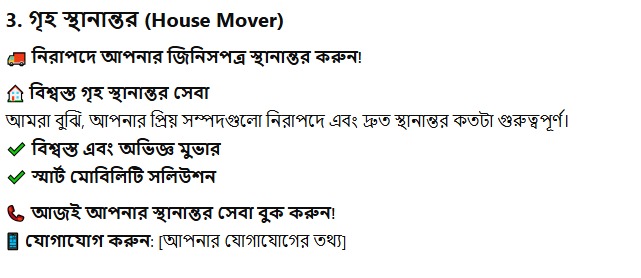 3. গৃহ স্থানান্তর (House Mover)
🚚 নিরাপদে আপনার জিনিসপত্র স্থানান্তর করুন!
🏠 বিশ্বস্ত গৃহ স্থানান্তর সেবা
আমরা বুঝি, আপনার প্রিয় সম্পদগুলো নিরাপদে এবং দ্রুত স্থানান্তর কতটা গুরুত্বপূর্ণ।
✔ বিশ্বস্ত এবং অভিজ্ঞ মুভার
✔ স্মার্ট মোবিলিটি সলিউশন
📞 আজই আপনার স্থানান্তর সেবা বুক করুন!
📱 যোগাযোগ করুন: [আপনার যোগাযোগের তথ্য]